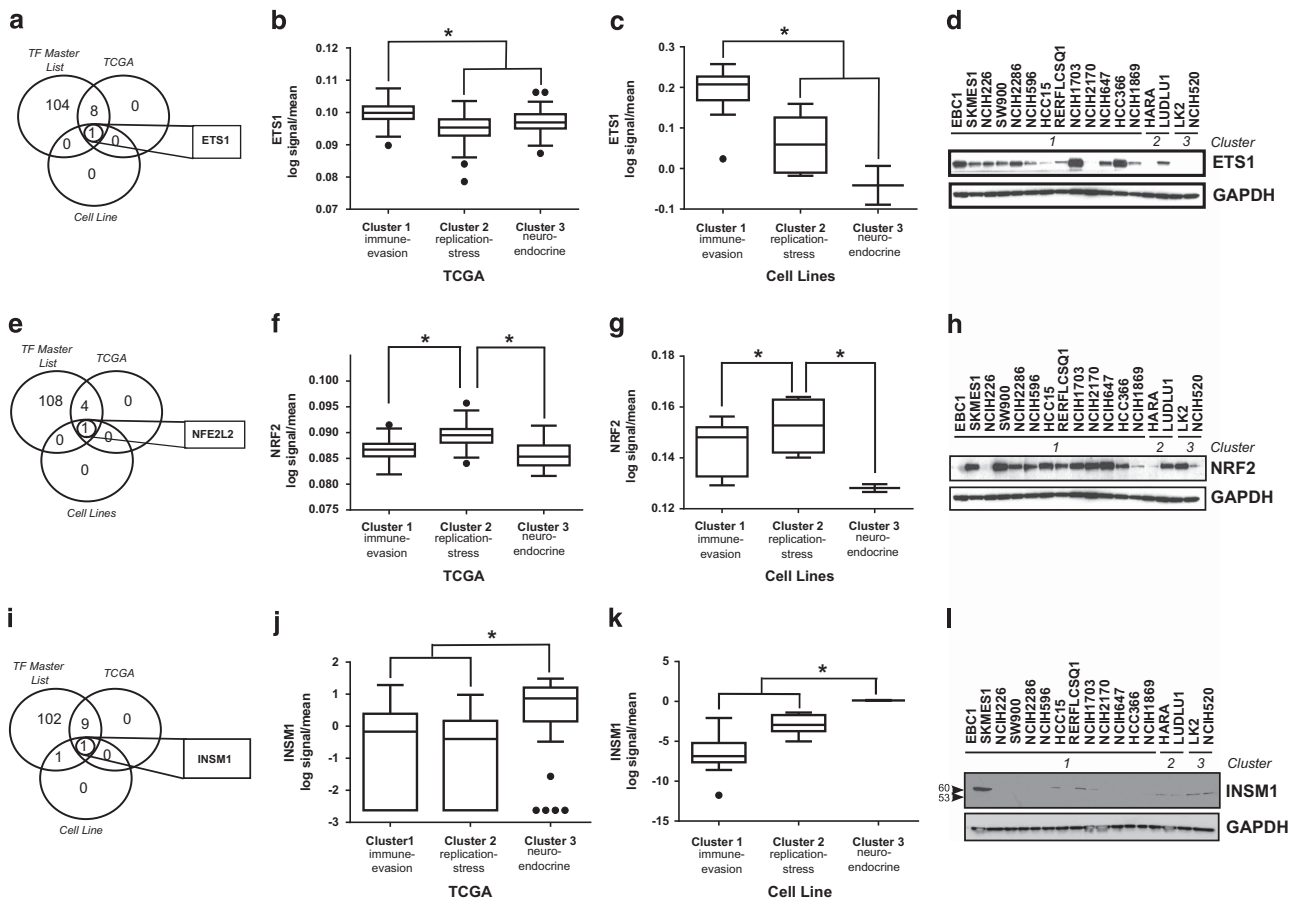 a
TF Master
List
TCGA
104
8
0
0
1
0
0
ETS1
Cell Line
b
*
ETS1
log signal/mean
0.12
0.11
0.10
0.09
0.08
0.07
Cluster 1
immune-
evasion
Cluster 2
replication-
stress
Cluster 3
neuro-
endocrine
TCGA
c
*
ETS1
log signal/mean
0.3
0.2
0.1
0.0
-0.1
Cluster 1
immune-
evasion
Cluster 2
replication-
stress
Cluster 3
neuro-
endocrine
Cell Lines
d
EBC1
SKMES1
NCIH226
SW900
NCIH2286
NCIH596
HCC15
RERFLCSQ1
NCIH1703
NCIH2170
NCIH647
HCC366
NCIH1869
HARA
LUDLU1
LK2
NCIH520
1 2 3 Cluster
ETS1
GAPDH
e
TF Master
List
TCGA
108
4
0
0
1
0
0
NFE2L2
Cell Lines
f
* *
NRF2
log signal/mean
0.100
0.095
0.090
0.085
0.080
0.075
Cluster 1
immune-
evasion
Cluster 2
replication-
stress
Cluster 3
neuro-
endocrine
TCGA
g
* *
NRF2
log signal/mean
0.18
0.16
0.14
0.12
Cluster 1
immune-
evasion
Cluster 2
replication-
stress
Cluster 3
neuro-
endocrine
Cell Lines
h
EBC1
SKMES1
NCIH226
SW900
NCIH2286
NCIH596
HCC15
RERFLCSQ1
NCIH1703
NCIH2170
NCIH647
HCC366
NCIH1869
HARA
LUDLU1
LK2
NCIH520
1 2 3 Cluster
NRF2
GAPDH
i
TF Master
List
TCGA
102
9
0
1
1
0
0
INSM1
Cell Line
j
*
INSM1
log signal/mean
2
1
0
-1
-2
-3
Cluster1
immune-
evasion
Cluster 2
replication-
stress
Cluster 3
neuro-
endocrine
TCGA
k
*
INSM1
log signal/mean
5
0
-5
-10
-15
Cluster 1
immune-
evasion
Cluster 2
replication-
stress
Cluster 3
neuro-
endocrine
Cell Line
l
EBC1
SKMES1
NCIH226
SW900
NCIH2286
NCIH596
HCC15
RERFLCSQ1
NCIH1703
NCIH2170
NCIH647
HCC366
NCIH1869
HARA
LUDLU1
LK2
NCIH520
1 2 3 Cluster
60
53
INSM1
GAPDH